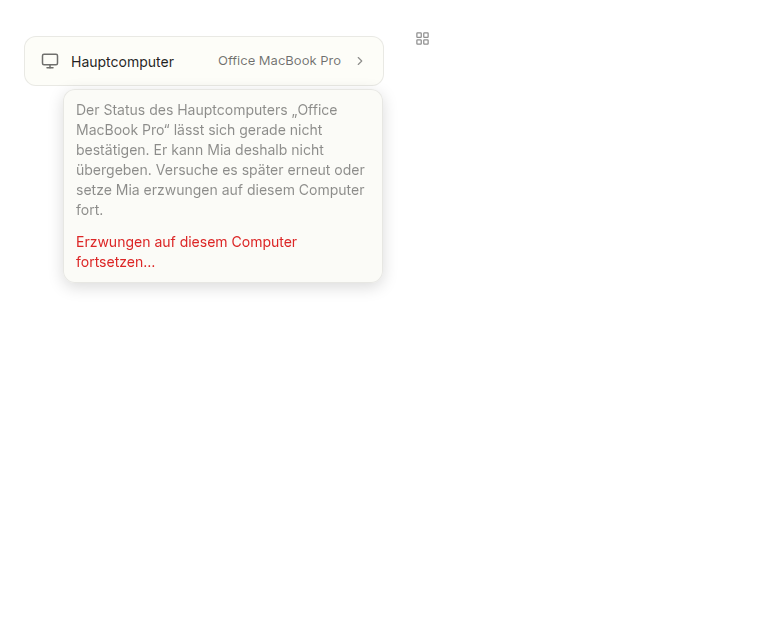 Hauptcomputer
Office MacBook Pro
Der Status des Hauptcomputers „Office
MacBook Pro“ lässt sich gerade nicht
bestätigen. Er kann Mia deshalb nicht
übergeben. Versuche es später erneut oder
setze Mia erzwungen auf diesem Computer
fort.
Erzwungen auf diesem Computer
fortsetzen…